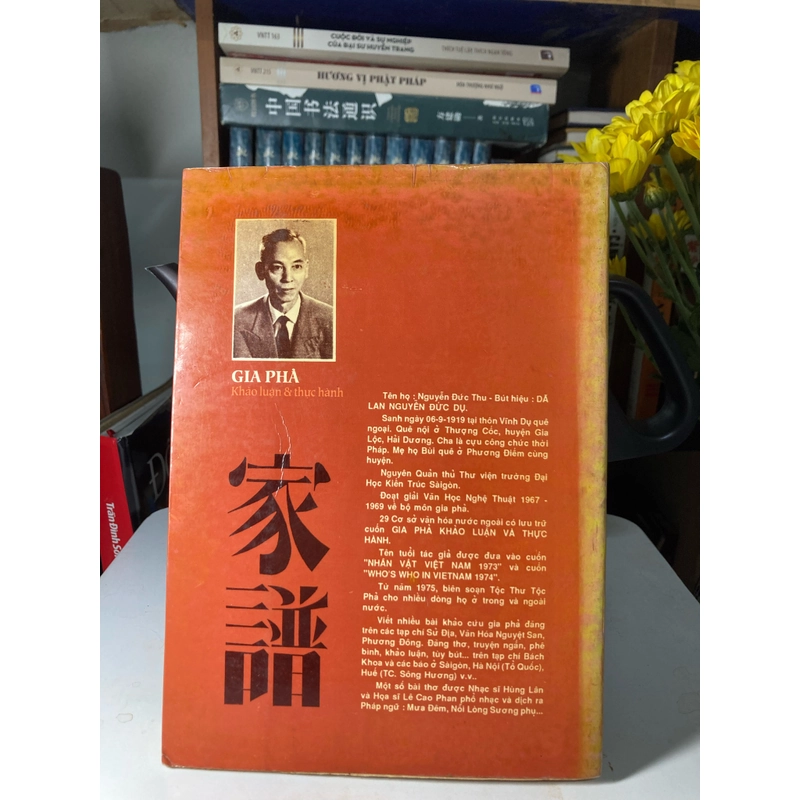 CUỘC ĐỜI VÀ SỰ NGHIỆP
CỦA ĐẠI SƯ HUYỀN TRANG
HƯƠNG VỊ PHẬT PHÁP
中国书法通识
GIA PHẢ
Khảo luận & thực hành
家
譜
Tên họ : Nguyễn Đức Thu - Bút hiệu : DÃ
LAN NGUYỄN ĐỨC DỤ.
Sanh ngày 06-9-1919 tại thôn Vĩnh Dụ quê
ngoại. Quê nội ở Thượng Cốc, huyện Gia
Lộc, Hải Dương. Cha là cựu công chức thời
Pháp. Mẹ họ Bùi quê ở Phương Điếm cùng
huyện.
Nguyên Quản thủ Thư viện trường Đại
Học Kiến Trúc Sàigòn.
Đoạt giải Văn Học Nghệ Thuật 1967 -
1969 về bộ môn gia phả.
29 Cơ sở văn hóa nước ngoài có lưu trữ
cuốn GIA PHẢ KHẢO LUẬN VÀ THỰC
HÀNH.
Tên tuổi tác giả được đưa vào cuốn
"NHÂN VẬT VIỆT NAM 1973" và cuốn
"WHO'S WHO IN VIETNAM 1974".
Từ năm 1975, biên soạn Tộc Thư Tộc
Phả cho nhiều dòng họ ở trong và ngoài
nước.
Viết nhiều bài khảo cứu gia phả đăng
trên các tạp chí Sử Địa, Văn Hóa Nguyệt San,
Phương Đông. Đăng thơ, truyện ngắn, phê
bình, khảo luận, tùy bút... trên tạp chí Bách
Khoa và các báo ở Sàigòn, Hà Nội (Tổ Quốc),
Huế (TC. Sông Hương) v.v..
Một số bài thơ được Nhạc sĩ Hùng Lân
và Họa sĩ Lê Cao Phan phổ nhạc và dịch ra
Pháp ngữ : Mưa Đêm, Nỗi Lòng Sương phụ...
Trần Đình